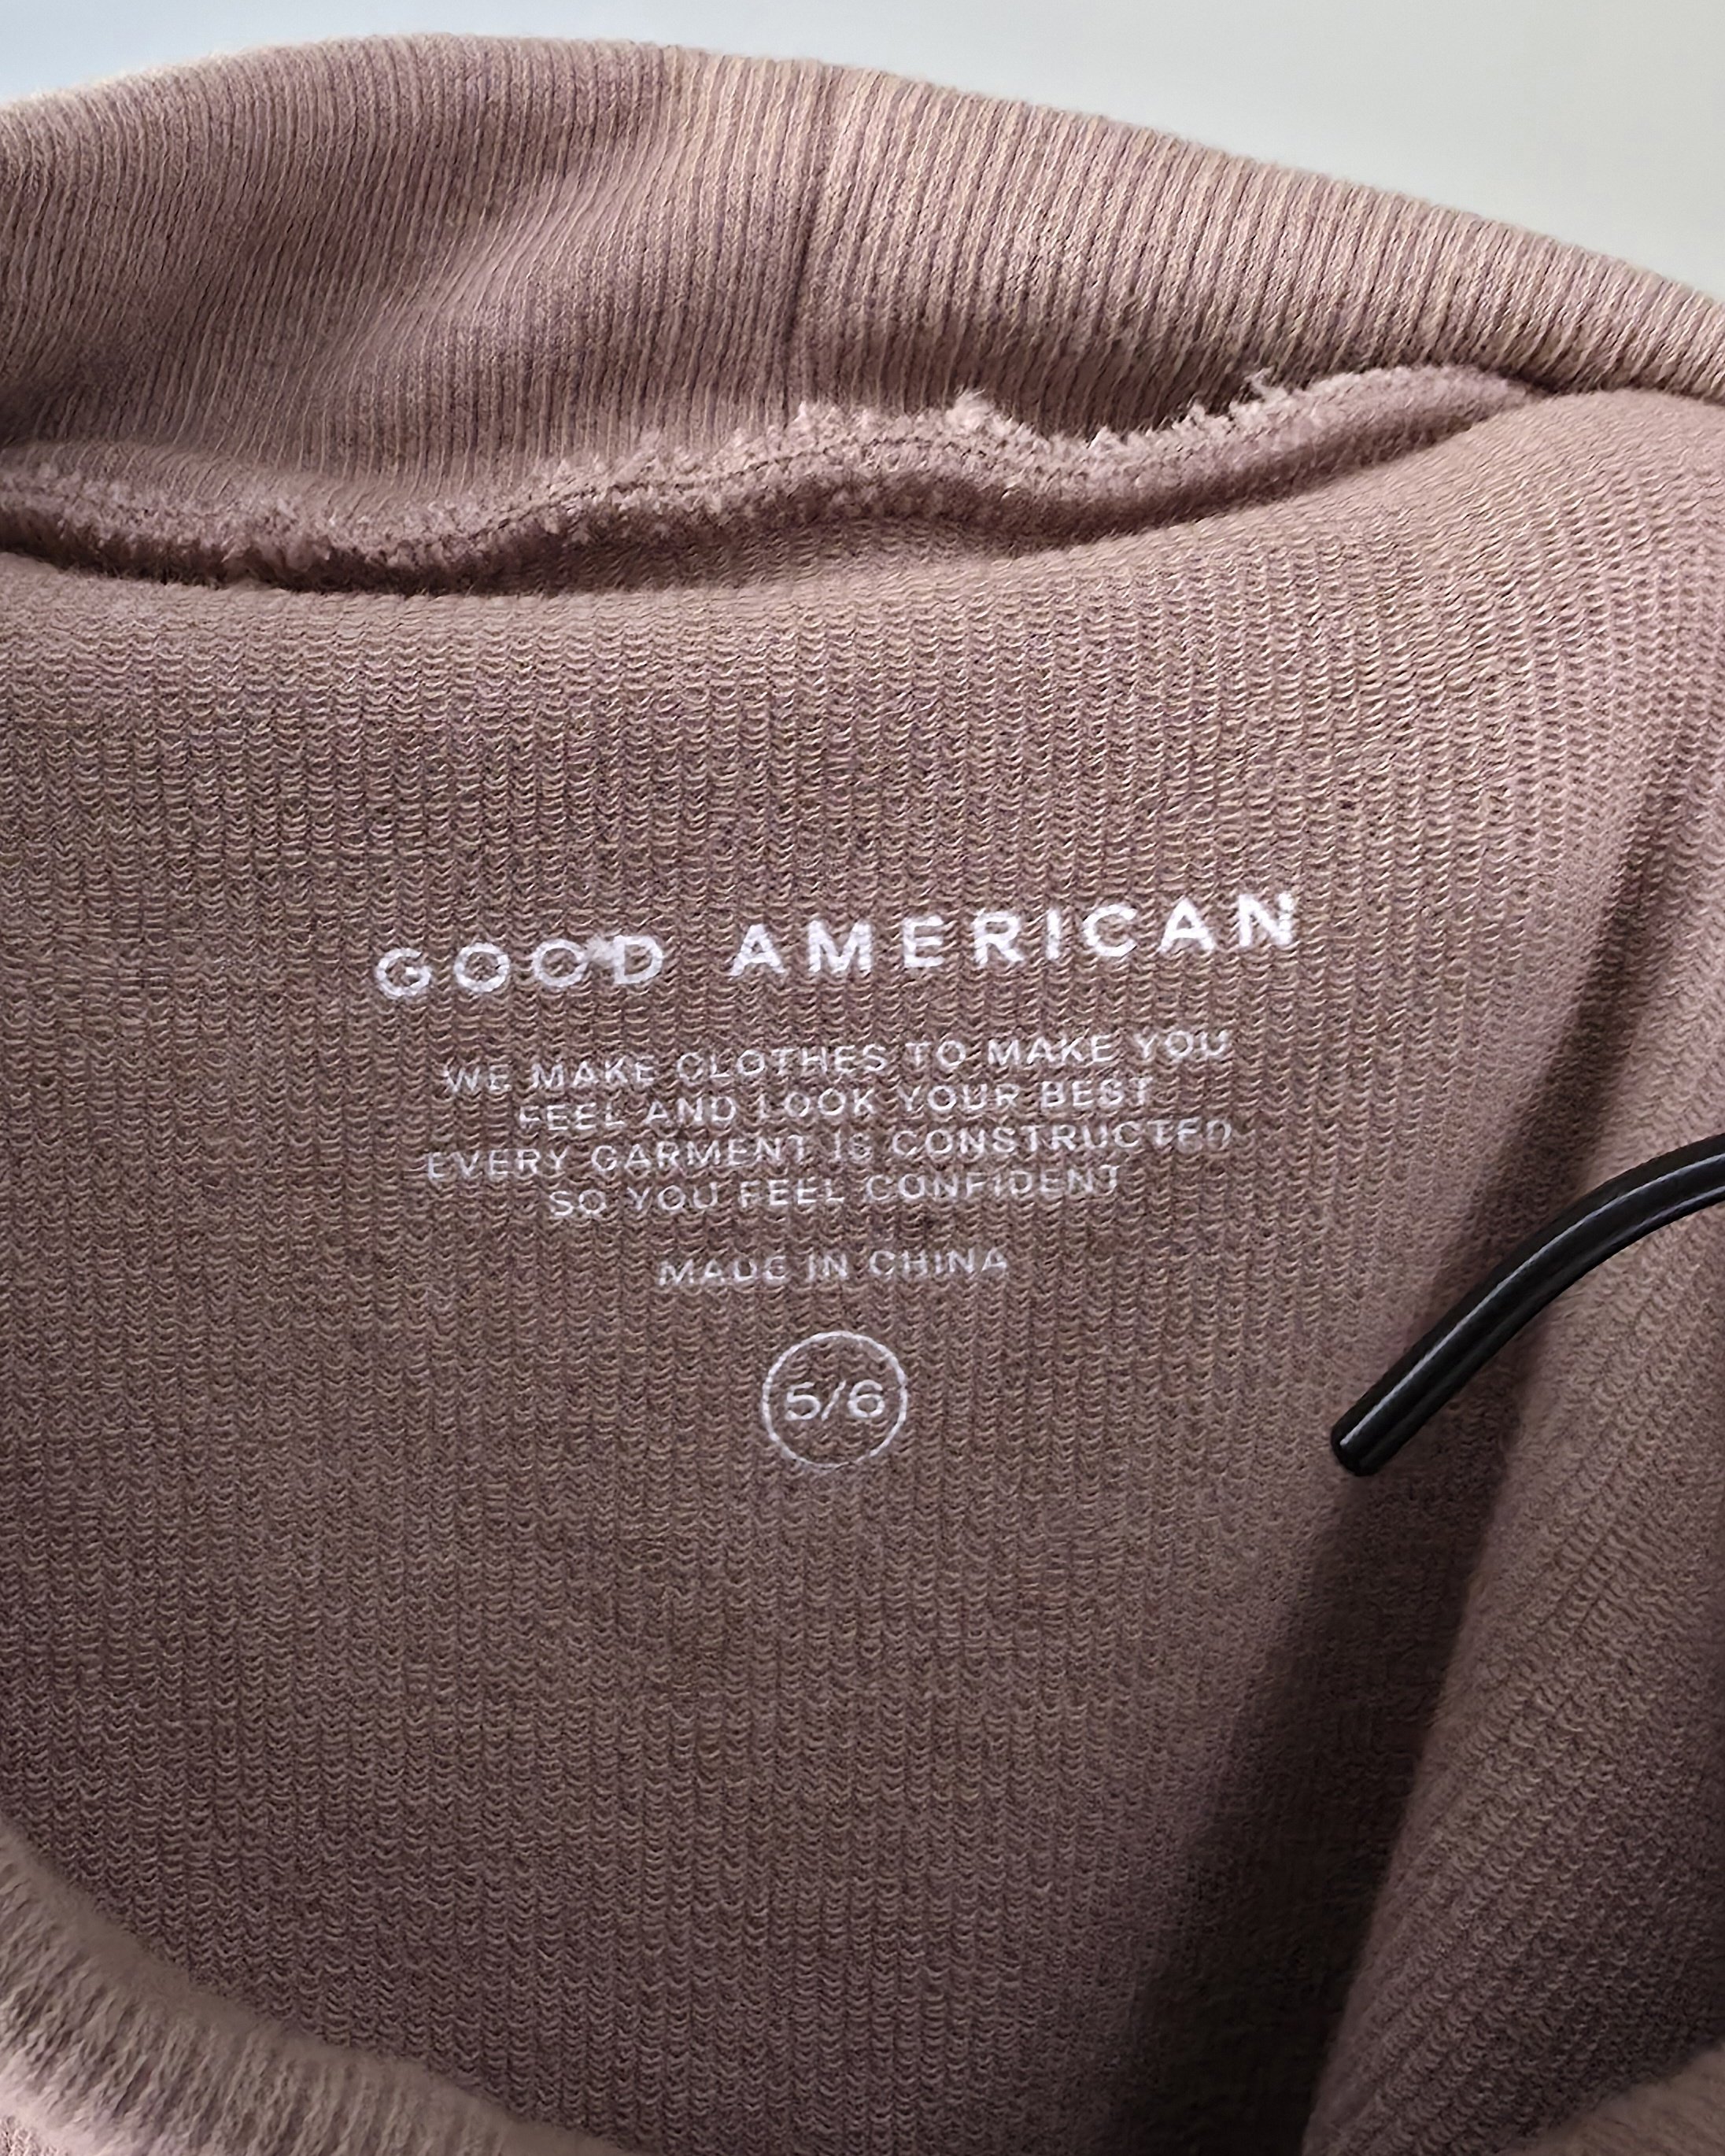 GOOD AMERICAN
WE MAKE CLOTHES TO MAKE YOU
FEEL AND LOOK YOUR BEST
EVERY GARMENT IS CONSTRUCTED
SO YOU FEEL CONFIDENT
MADE IN CHINA
5/6